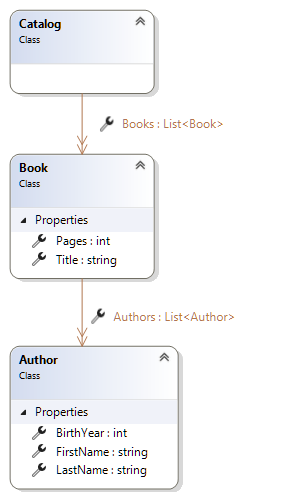 Catalog
Class
Books : List<Book>
Book
Class
Properties
Pages : int
Title : string
Authors : List<Author>
Author
Class
Properties
BirthYear : int
FirstName : string
LastName : string